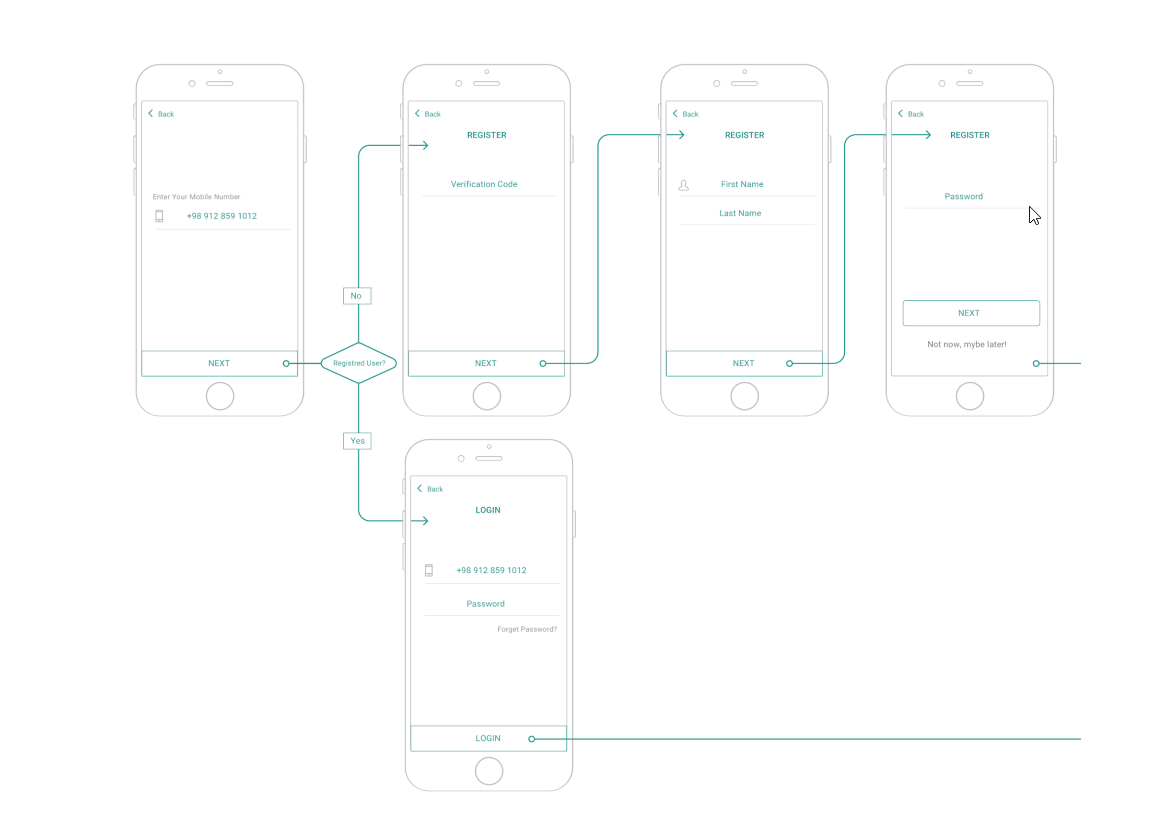 Back
Enter Your Mobile Number
+98 912 859 1012
NEXT
Registred User?
No
Yes
Back
REGISTER
Verification Code
NEXT
Back
REGISTER
First Name
Last Name
NEXT
Back
REGISTER
Password
NEXT
Not now, mybe later!
Back
LOGIN
+98 912 859 1012
Password
Forget Password?
LOGIN